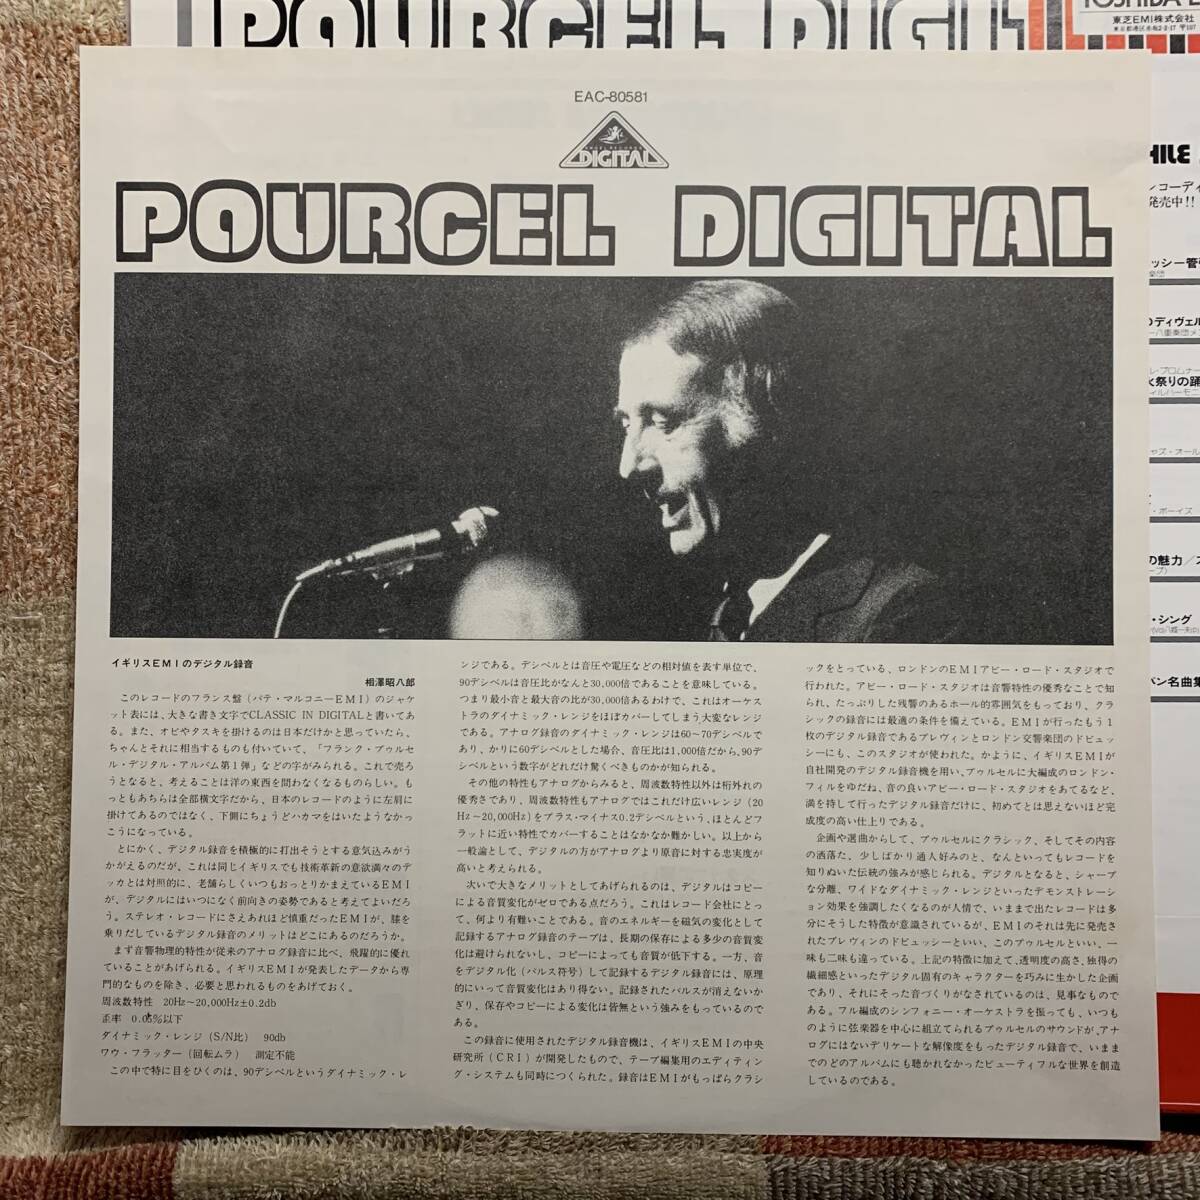 POURCEL DIGIT
TOSHIBA E
東芝EMI株式会社
EAC-80581
ANGEL RECORDS
DIGITAL
POURCEL DIGITAL
イギリスEMIのデジタル録音
相澤昭八郎
このレコードのフランス盤(パテ・マルコニーEMI)のジャケ
ット表には、大きな書き文字でCLASSIC IN DIGITALと書いてあ
る。また、オビやタスキを掛けるのは日本だけかと思っていたら、
ちゃんとそれに相当するものも付いていて、「フランク・プゥルセ
ル・デジタル・アルバム第1弾」などの字がみられる。これで売ろ
うとなると、考えることは洋の東西を問わなくなるものらしい。も
っともあちらは全部横文字だから、日本のレコードのように左肩に
掛けてあるのではなく、下側にちょうどハカマをはいたようなかっ
こうになっている。
とにかく、デジタル録音を積極的に打出そうとする意気込みがう
かがえるのだが、これは同じイギリスでも技術革新の意欲満々のデ
ッカとは対照的に、老舗らしくいつもおっとりかまえているEMI
が、デジタルにはいつになく前向きの姿勢であると考えてよいだろ
う。ステレオ・レコードにさえあれほど慎重だったEMIが、膝を
乗りだしているデジタル録音のメリットはどこにあるのだろうか。
まず音響物理的特性が従来のアナログ録音に比べ、飛躍的に優れ
ていることがあげられる。イギリスEMIが発表したデータから専
門的なものを除き、必要と思われるものをあげておく。
周波数特性 20Hz〜20,000Hz±0.2db
歪率 0.05%以下
ダイナミック・レンジ(S/N比) 90db
ワウ・フラッター(回転ムラ) 測定不能
この中で特に目をひくのは、90デシベルというダイナミック・レ
ンジである。デシベルとは音圧や電圧などの相対値を表す単位で、
90デシベルは音圧比がなんと30,000倍であることを意味している。
つまり最小音と最大音の比が30,000倍あるわけで、これはオーケス
トラのダイナミック・レンジをほぼカバーしてしまう大変なレンジ
である。アナログ録音のダイナミック・レンジは60〜70デシベルで
あり、かりに60デシベルとした場合、音圧比は1,000倍だから、90デ
シベルという数字がどれだけ驚くべきものかが知られる。
その他の特性もアナログからみると、周波数特性以外は桁外れの
優秀さであり、周波数特性もアナログではこれだけ広いレンジ(20
Hz〜20,000Hz)をプラス・マイナス0.2デシベルという、ほとんどフ
ラットに近い特性でカバーすることはなかなか難かしい。以上から
一般論として、デジタルの方がアナログより原音に対する忠実度が
高いと考えられる。
次いで大きなメリットとしてあげられるのは、デジタルはコピー
による音質変化がゼロである点だろう。これはレコード会社にとっ
て、何より有難いことである。音のエネルギーを磁気の変化として
記録するアナログ録音のテープは、長期の保存による多少の音質変
化は避けられないし、コピーによっても音質が低下する。一方、音
をデジタル化(パルス符号)して記録するデジタル録音には、原理
的にいって音質変化はあり得ない。記録されたパルスが消えないか
ぎり、保存やコピーによる変化は皆無という強みをもっているので
ある。
この録音に使用されたデジタル録音機は、イギリスEMIの中央
研究所(CRI)が開発したもので、テープ編集用のエディティン
グ・システムも同時につくられた。録音はEMIがもっぱらクラシ
ックをとっている、ロンドンのEMIアビー・ロード・スタジオで
行われた。アビー・ロード・スタジオは音響特性の優秀なことで知
られ、たっぷりした残響のあるホール的雰囲気をもっており、クラ
シックの録音には最適の条件を備えている。EMIが行ったもう1
枚のデジタル録音であるプレヴィンとロンドン交響楽団のドビュッ
シーにも、このスタジオが使われた。かように、イギリスEMIが
自社開発のデジタル録音機を用い、プゥルセルに大編成のロンドン・
フィルをゆだね、音の良いアビー・ロード・スタジオをあてるなど、
満を持して行ったデジタル録音だけに、初めてとは思えないほど完
成度の高い仕上りである。
企画や選曲からして、プゥルセルにクラシック、そしてその内容
の洒落た、少しばかり通人好みのと、なんといってもレコードを
知りぬいた伝統の強みが感じられる。デジタルとなると、シャープ
な分離、ワイドなダイナミック・レンジといったデモンストレーシ
ョン効果を強調したくなるのが人情で、いままで出たレコードは多
分にそうした特徴が意識されているが、EMIのそれは先に発売さ
れたプレヴィンのドビュッシーといい、このプゥルセルといい、一
味も二味も違っている。上記の特徴に加えて、透明度の高さ、独得の
繊細感といったデジタル固有のキャラクターを巧みに生かした企画
であり、それにそった音づくりがなされているのは、見事なもので
ある。フル編成のシンフォニー・オーケストラを振っても、いつも
のように弦楽器を中心に組立てられるプゥルセルのサウンドが、アナ
ログにはないデリケートな解像度をもったデジタル録音で、いまま
でのどのアルバムにも聴かれなかったビューティフルな世界を創造
しているのである。
HILE
ンコーディ
発売中!!
ッシー管
のディヴェル
ル・プロムナー
水祭りの踊
ィルハーモニ
ャズ・オール
・ボーイズ
の魅力/ス
・シング
パン名曲集